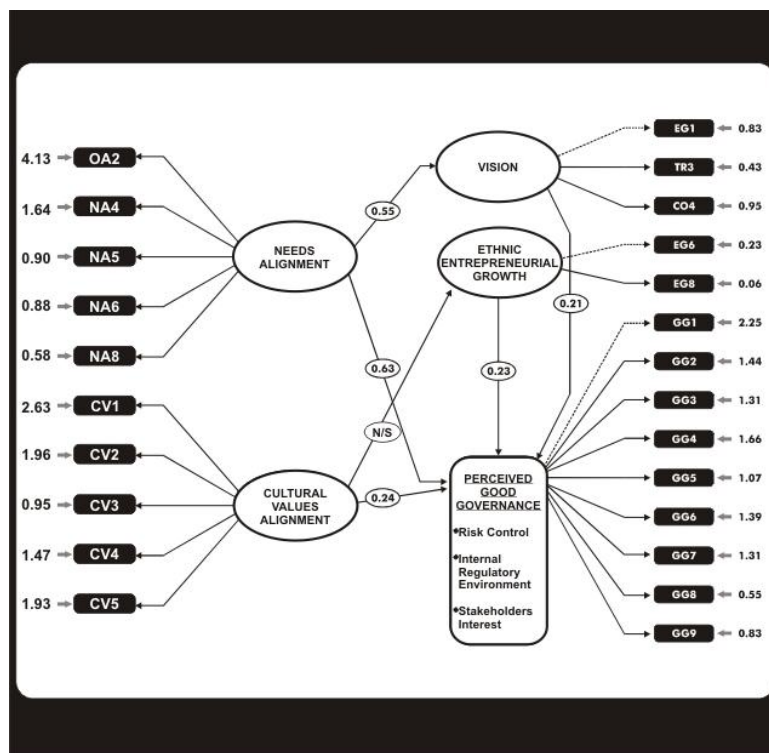 4.13 OA2
1.64 NA4
0.90 NA5
0.88 NA6
0.58 NA8
2.63 CV1
1.96 CV2
0.95 CV3
1.47 CV4
1.93 CV5
NEEDS
ALIGNMENT
CULTURAL
VALUES
ALIGNMENT
0.55
0.63
N/S
0.24
VISION
ETHNIC
ENTREPRENEURIAL
GROWTH
0.21
0.23
PERCEIVED
GOOD
GOVERNANCE
Risk Control
Internal
Regulatory
Environment
Stakeholders
Interest
EG1 0.83
TR3 0.43
CO4 0.95
EG6 0.23
EG8 0.06
GG1 2.25
GG2 1.44
GG3 1.31
GG4 1.66
GG5 1.07
GG6 1.39
GG7 1.31
GG8 0.55
GG9 0.83